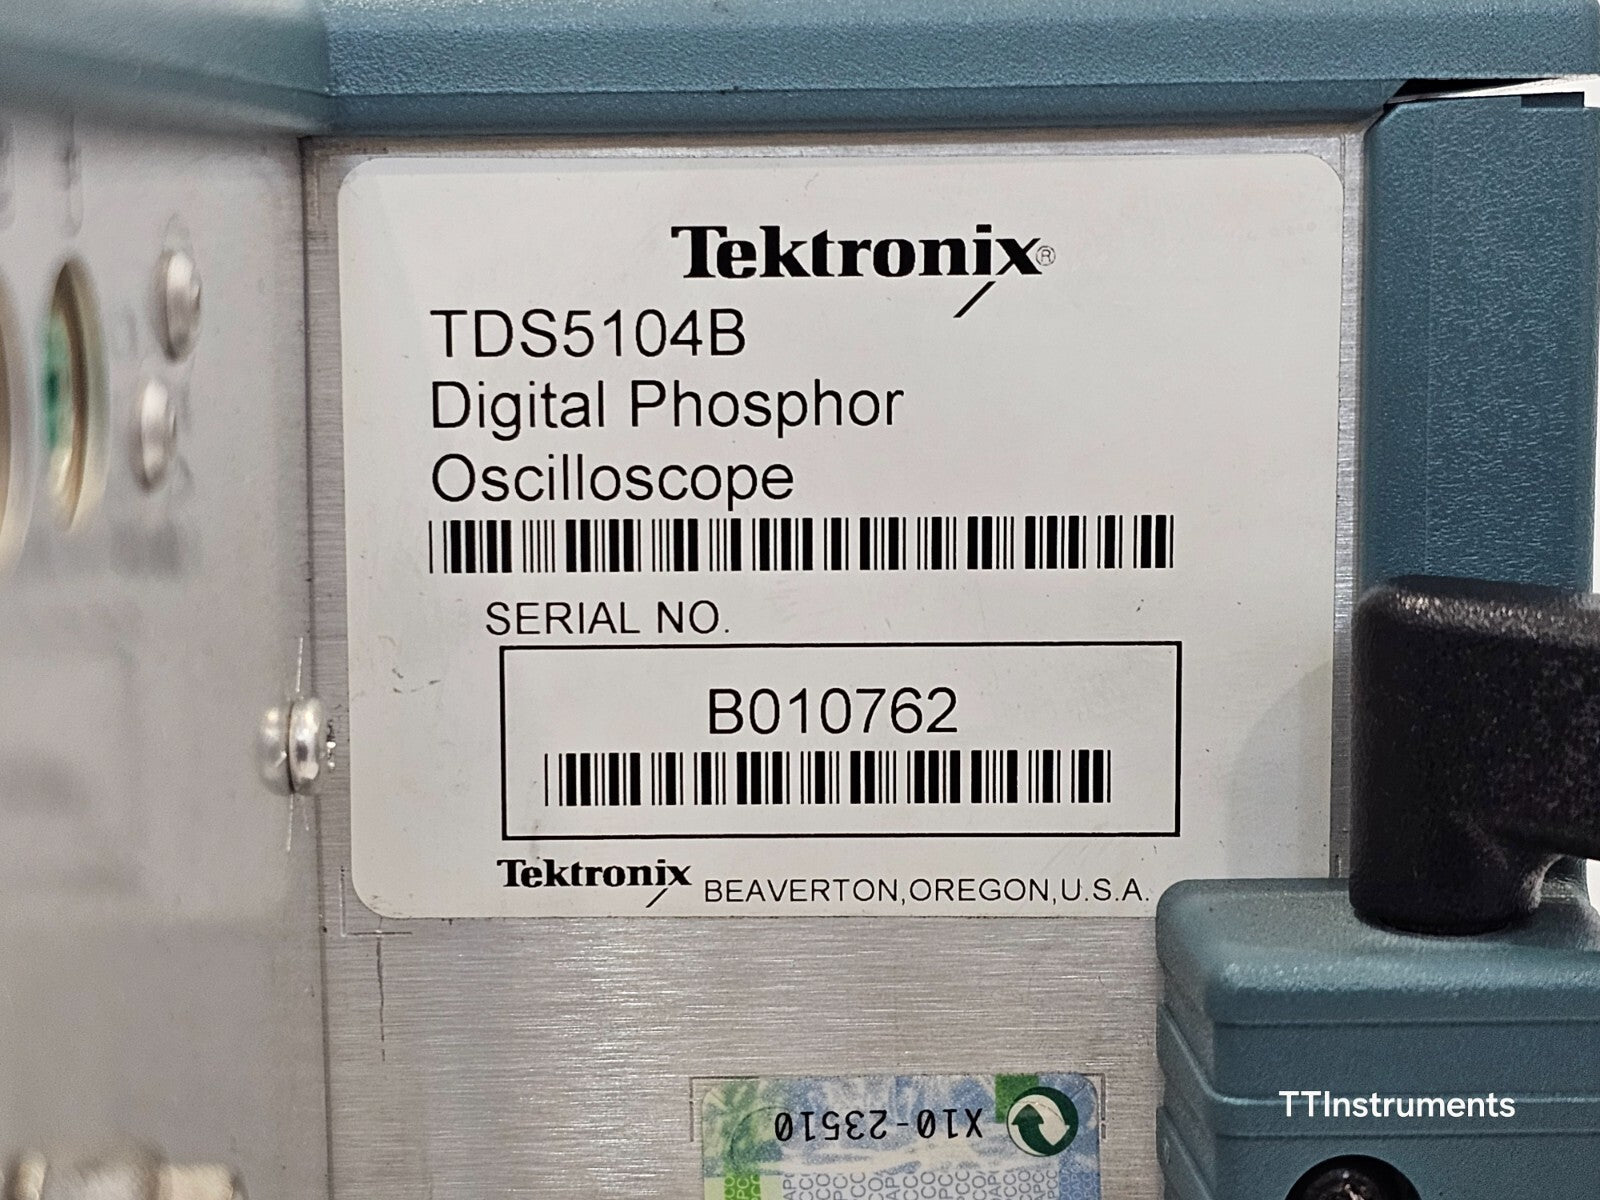 Tektronix®
TDS5104B
Digital Phosphor
Oscilloscope
SERIAL NO.
B010762
Tektronix BEAVERTON,OREGON,U.S.A.
X10-23510
TTInstruments